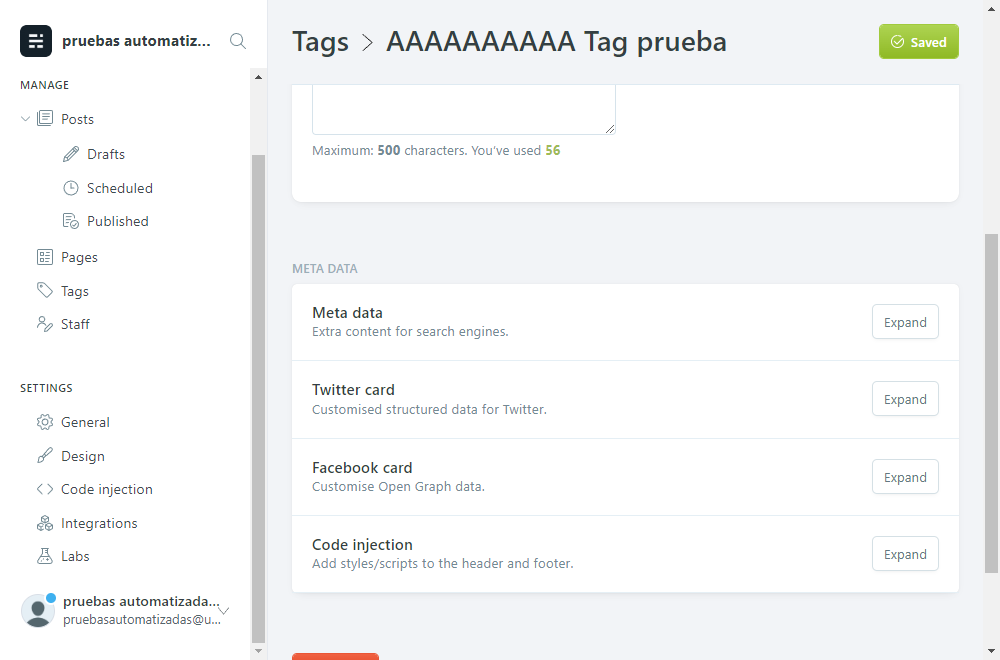 pruebas automatiz...
MANAGE
Posts
Drafts
Scheduled
Published
Pages
Tags
Staff
SETTINGS
General
Design
Code injection
Integrations
Labs
pruebas automatizada...
pruebasautomatizadas@u...
Tags > AAAAAAAAAA Tag prueba
Saved
Maximum: 500 characters. You've used 56
META DATA
Meta data
Extra content for search engines.
Expand
Twitter card
Customised structured data for Twitter.
Expand
Facebook card
Customise Open Graph data.
Expand
Code injection
Add styles/scripts to the header and footer.
Expand